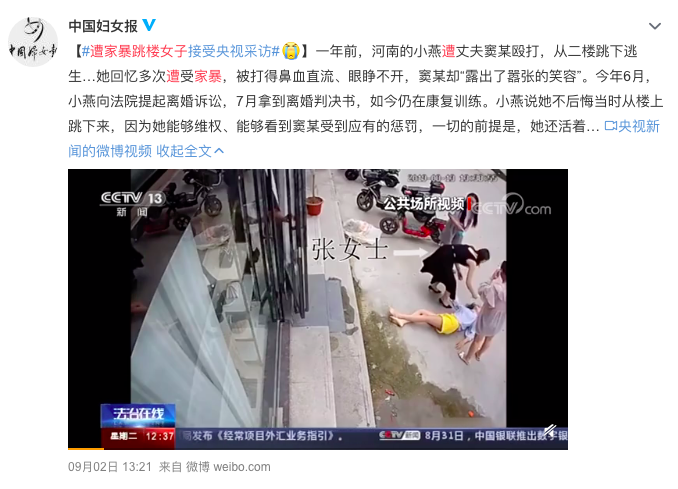 中国妇女报
【#遭家暴跳楼女子接受央视采访# 】一年前，河南的小燕遭丈夫窦某殴打，从二楼跳下逃
生…她回忆多次遭受家暴，被打得鼻血直流、眼睁不开，窦某却“露出了嚣张的笑容”。今年6月，
小燕向法院提起离婚诉讼，7月拿到离婚判决书，如今仍在康复训练。小燕说她不后悔当时从楼上
跳下来，因为她能够维权、能够看到窦某受到应有的惩罚，一切的前提是，她还活着... 央视新
闻的微博视频 收起全文
CCTV 13
新闻
公共场所视频
CCTV.com
张女士
法治在线
星期二 12:37
发布《经常项目外汇业务指引》。
CCTV 新闻 8月31日，中国银联推出数字银
09月02日 13:21 来自 微博 weibo.com